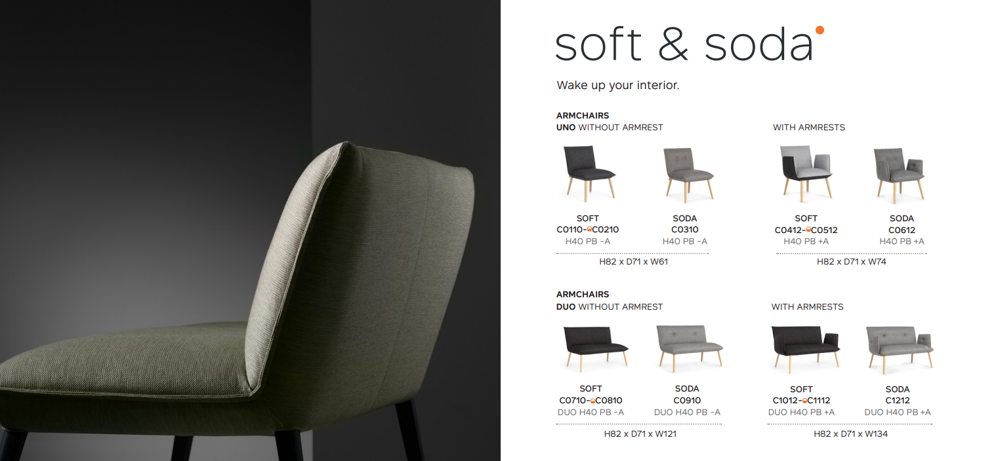 soft & soda
Wake up your interior.
ARMCHAIRS
UNO WITHOUT ARMREST
WITH ARMRESTS
SOFT
C0110-C0210
H40 PB -A
SODA
C0310
H40 PB -A
SOFT
C0412-C0512
H40 PB +A
SODA
C0612
H40 PB +A
H82 x D71 x W61
H82 x D71 x W74
ARMCHAIRS
DUO WITHOUT ARMREST
WITH ARMRESTS
SOFT
C0710-C0810
DUO H40 PB -A
SODA
C0910
DUO H40 PB -A
SOFT
C1012-C1112
DUO H40 PB +A
SODA
C1212
DUO H40 PB +A
H82 x D71 x W121
H82 x D71 x W134